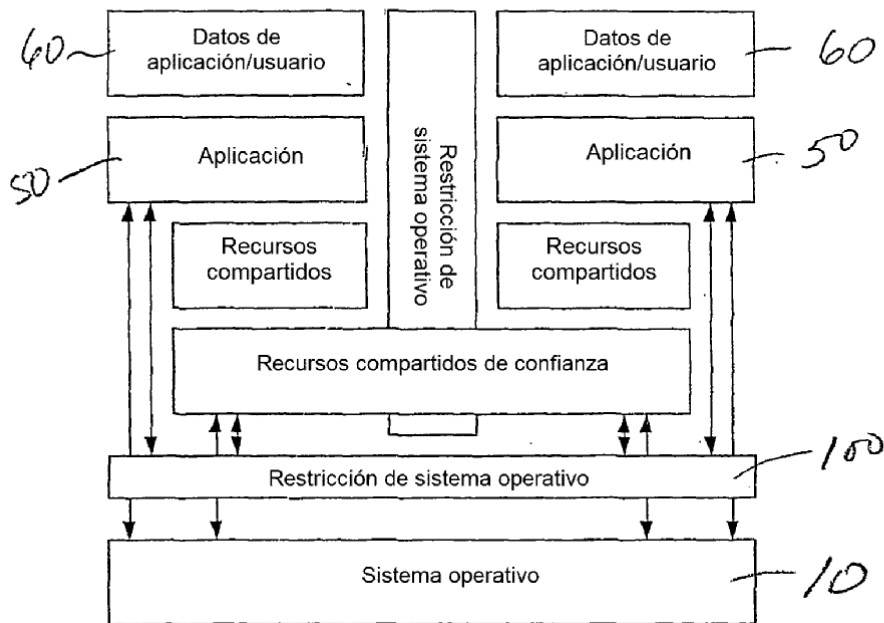 60
Datos de
aplicación/usuario
Datos de
aplicación/usuario
60
50
Aplicación
Restricción de
sistema operativo
Aplicación
50
Recursos
compartidos
Recursos
compartidos
Recursos compartidos de confianza
Restricción de sistema operativo
100
Sistema operativo
10